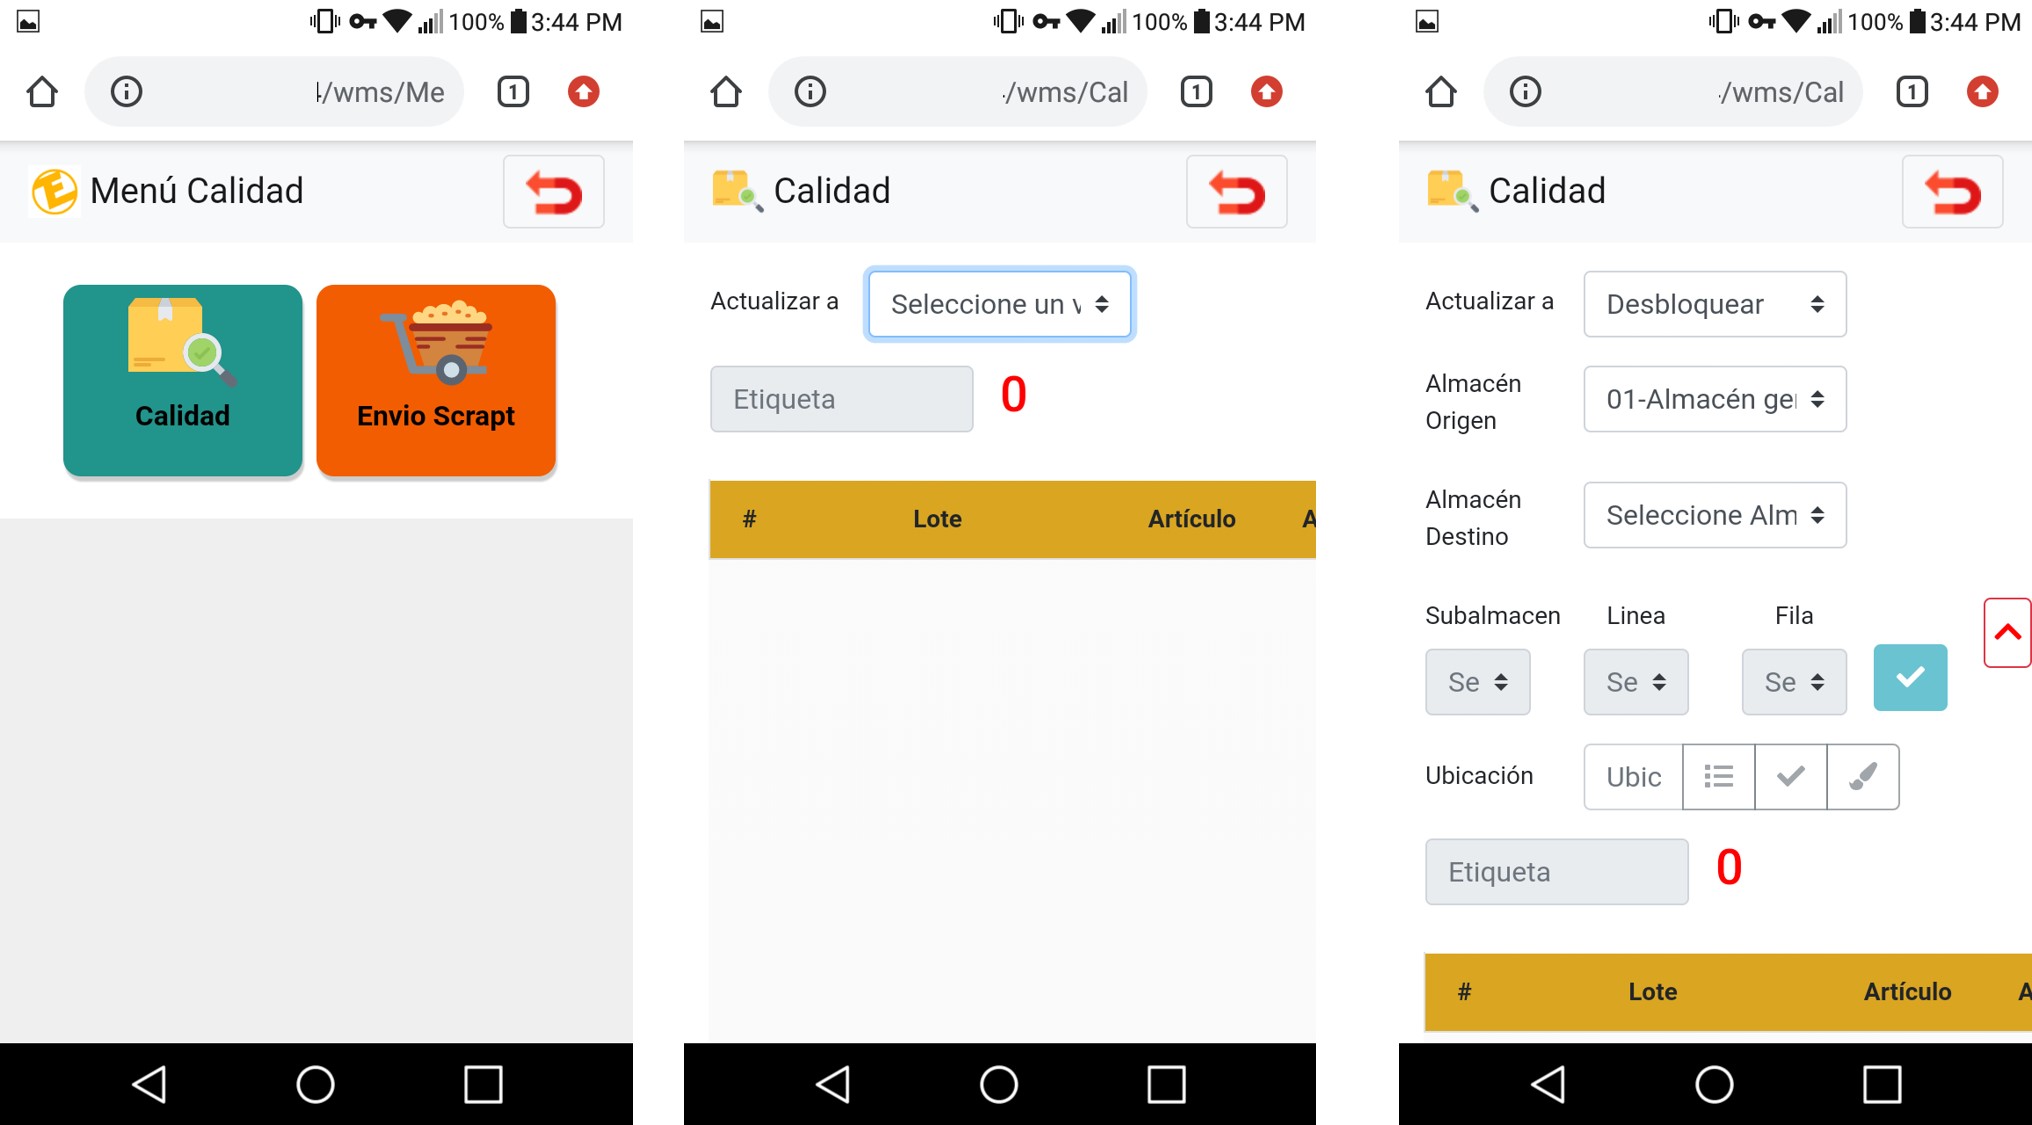 100% 3:44 PM
/wms/Me
1
Menú Calidad
Calidad
Envio Scrapt
100% 3:44 PM
/wms/Cal
1
Calidad
Actualizar a
Seleccione un
Etiqueta
0
# Lote Artículo A
100% 3:44 PM
/wms/Cal
1
Calidad
Actualizar a
Desbloquear
Almacén
Origen
01-Almacén ge
Almacén
Destino
Seleccione Alm
Subalmacen Linea Fila
Se Se Se
Ubicación
Ubic
Etiqueta
0
# Lote Artículo A